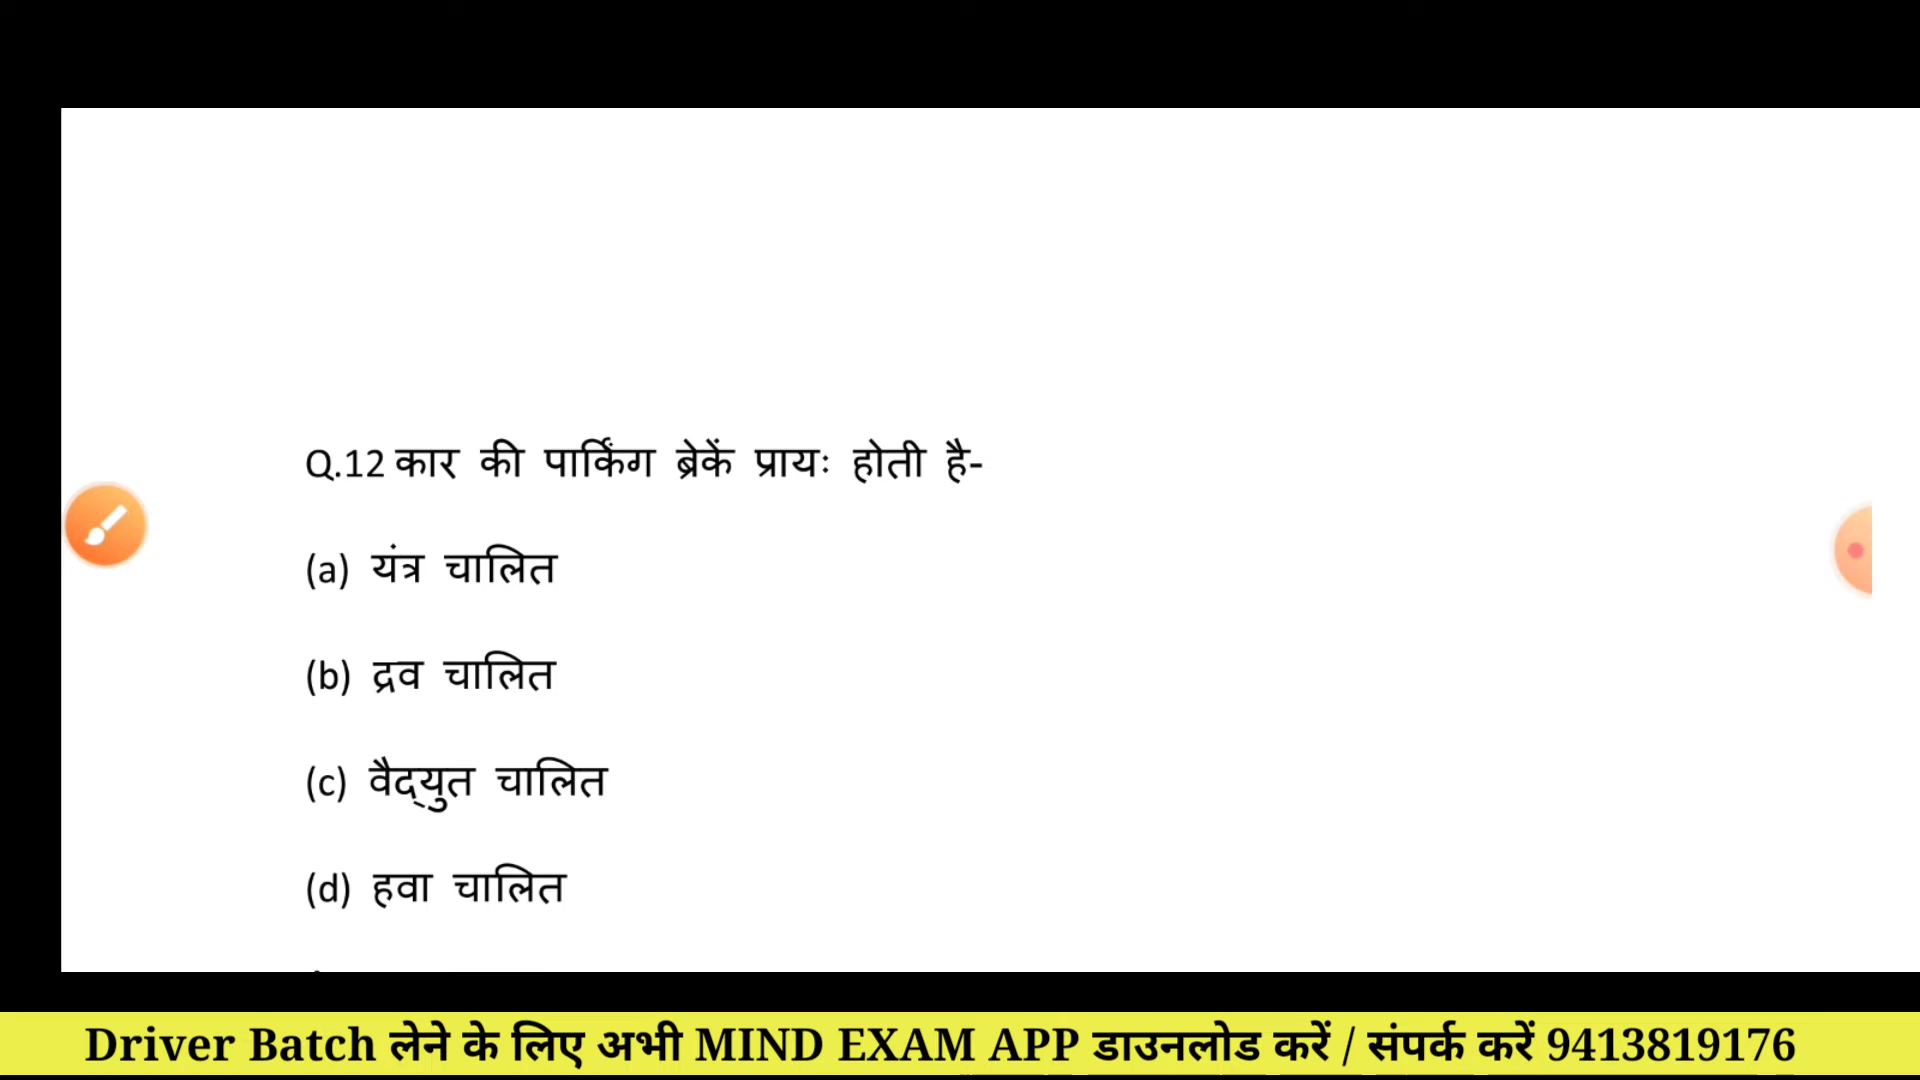 Q.12 कार की पार्किंग ब्रेकें प्रायः होती है-
(a) यंत्र चालित
(b) द्रव चालित
(c) वैद्युत चालित
(d) हवा चालित
Driver Batch लेने के लिए अभी MIND EXAM APP डाउनलोड करें / संपर्क करें 9413819176